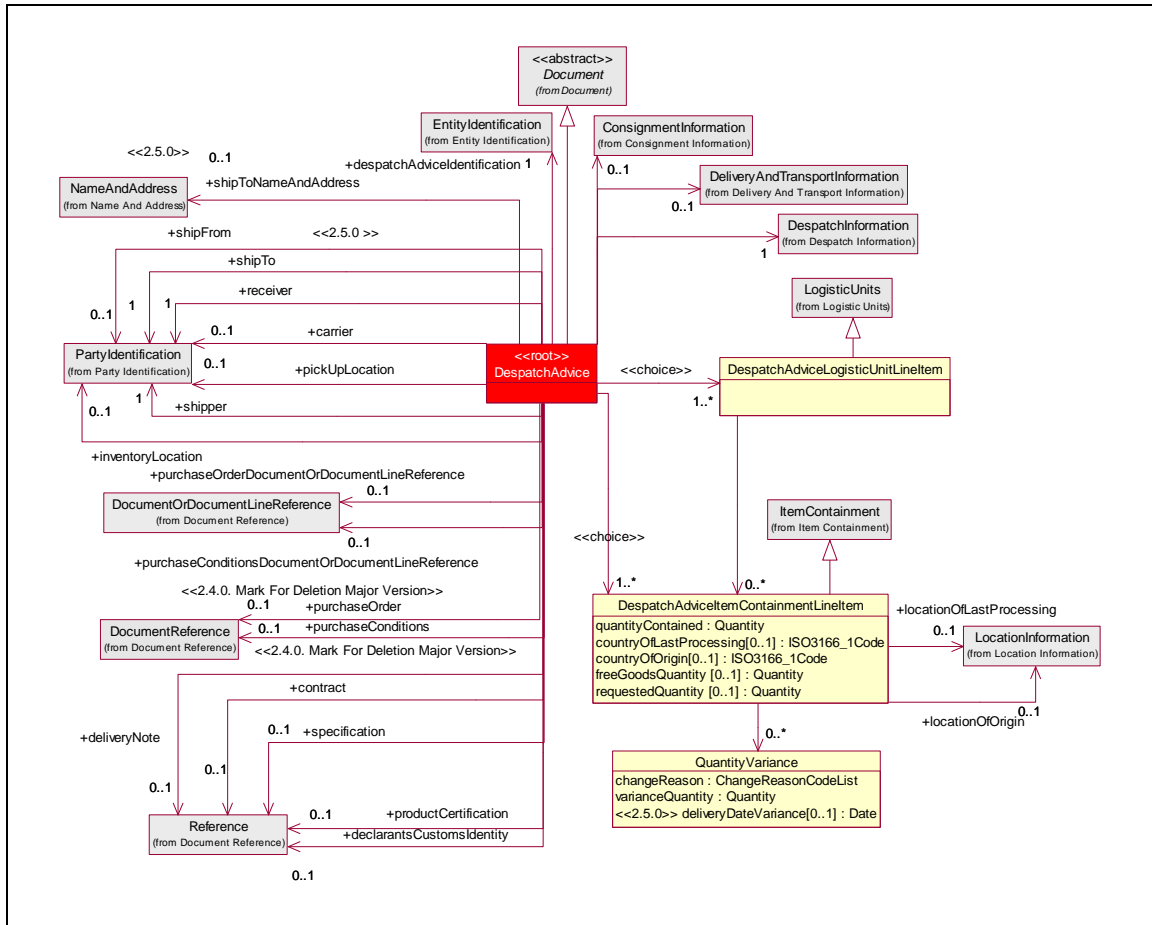 <<abstract>>
Document
(from Document)
EntityIdentification
(from Entity Identification)
ConsignmentInformation
(from Consignment Information)
<<2.5.0>>
0..1
+despatchAdviceIdentification
1
0..1
NameAndAddress
(from Name And Address)
+shipToNameAndAddress
DeliveryAndTransportInformation
(from Delivery And Transport Information)
0..1
+shipFrom
<<2.5.0 >>
DespatchInformation
(from Despatch Information)
1
+shipTo
+receiver
LogisticUnits
(from Logistic Units)
0..1
1
1
0..1
+carrier
PartyIdentification
(from Party Identification)
0..1
+pickUpLocation
<<root>>
DespatchAdvice
<<choice>>
DespatchAdviceLogisticUnitLineItem
1..*
0..1
1
+shipper
+inventoryLocation
+purchaseOrderDocumentOrDocumentLineReference
0..1
DocumentOrDocumentLineReference
(from Document Reference)
0..1
ItemContainment
(from Item Containment)
<<choice>>
+purchaseConditionsDocumentOrDocumentLineReference
<<2.4.0. Mark For Deletion Major Version>>
0..1
+purchaseOrder
DocumentReference
(from Document Reference)
0..1
+purchaseConditions
<<2.4.0. Mark For Deletion Major Version>>
1..*
0..*
DespatchAdviceItemContainmentLineItem
quantityContained : Quantity
countryOfLastProcessing[0..1] : ISO3166_1Code
countryOfOrigin[0..1] : ISO3166_1Code
freeGoodsQuantity [0..1] : Quantity
requestedQuantity [0..1] : Quantity
+locationOfLastProcessing
0..1
LocationInformation
(from Location Information)
0..1
+locationOfOrigin
+contract
+deliveryNote
0..1
+specification
0..*
0..1
0..1
QuantityVariance
changeReason : ChangeReasonCodeList
varianceQuantity : Quantity
<<2.5.0>> deliveryDateVariance[0..1] : Date
0..1
+productCertification
Reference
(from Document Reference)
+declarantsCustomsIdentity
0..1